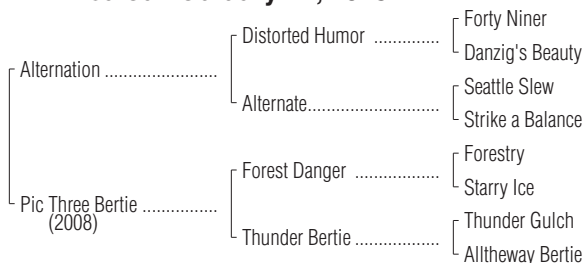 Forty Niner
Distorted Humor ..............
Danzig's Beauty
Alternation ........................
Seattle Slew
Alternate............................
Strike a Balance
Forestry
Forest Danger ..................
Starry Ice
Pic Three Bertie ................
(2008)
Thunder Gulch
Thunder Bertie ..................
Alltheway Bertie